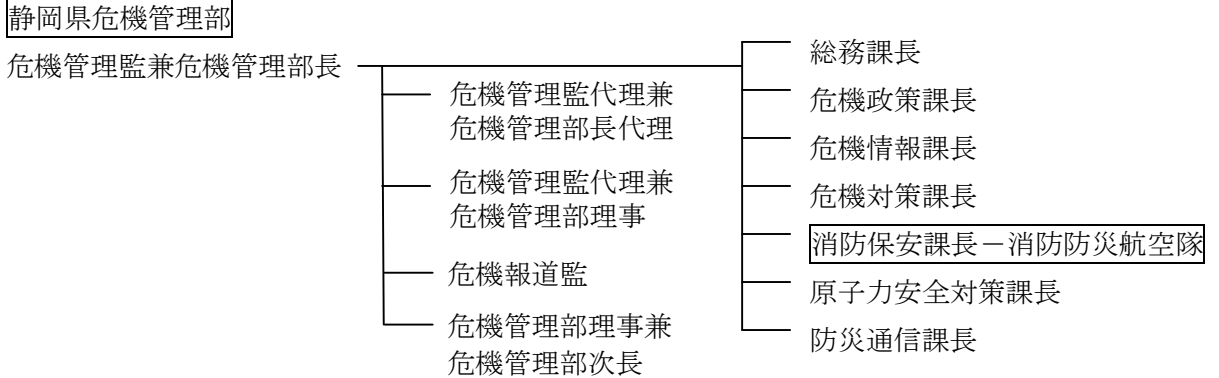 静岡県危機管理部
危機管理監兼危機管理部長
危機管理監代理兼
危機管理部長代理
危機管理監代理兼
危機管理部理事
危機報道監
危機管理部理事兼
危機管理部次長
総務課長
危機政策課長
危機情報課長
危機対策課長
消防保安課長－消防防災航空隊
原子力安全対策課長
防災通信課長